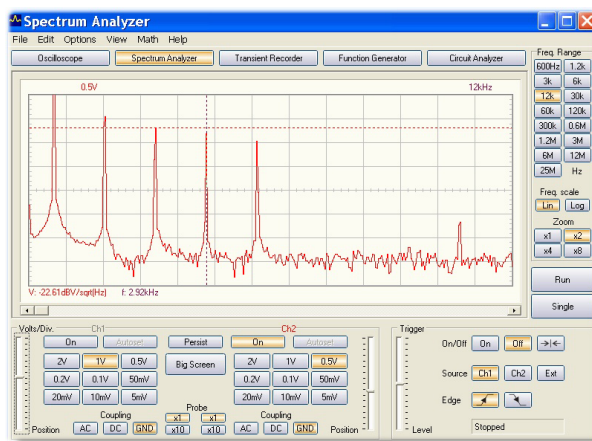 Spectrum Analyzer
File Edit Options View Math Help
Oscilloscope Spectrum Analyzer Transient Recorder Function Generator Circuit Analyzer
0.5V 12kHz
V: -22.61dBV/sqrt(Hz) f: 2.92kHz
Freq. Range
600Hz 1.2k
3k 6k
12k 30k
60k 120k
300k 0.6M
1.2M 3M
6M 12M
25M Hz
Freq. scale
Lin Log
Zoom
x1 x2
x4 x8
Run
Single
Volts/Div. Ch1
On Autoset
2V 1V 0.5V
0.2V 0.1V 50mV
20mV 10mV 5mV
Coupling
Position AC DC GND
Persist
Big Screen
Probe
x1 x1
x10 x10
Ch2
On Autoset
2V 1V 0.5V
0.2V 0.1V 50mV
20mV 10mV 5mV
Coupling
AC DC GND Position
Trigger
On/Off On Off
Source Ch1 Ch2 Ext
Edge
Level Stopped